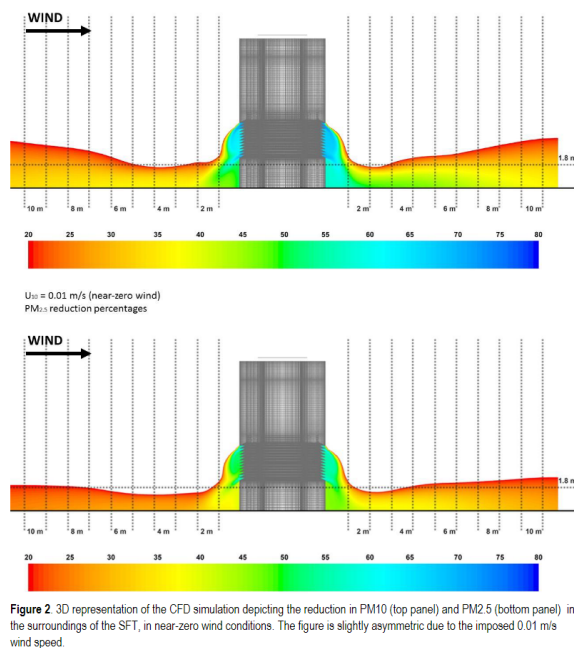 WIND
1.8 m
10 m 8 m 6 m 4 m 2 m 2 m 4 m 6 m 8 m 10 m
20 25 30 35 40 45 50 55 60 65 70 75 80
U₁₀ = 0.01 m/s (near-zero wind)
PM₂.₅ reduction percentages
WIND
1.8 m
10 m 8 m 6 m 4 m 2 m 2 m 4 m 6 m 8 m 10 m
20 25 30 35 40 45 50 55 60 65 70 75 80
Figure 2. 3D representation of the CFD simulation depicting the reduction in PM10 (top panel) and PM2.5 (bottom panel) in
the surroundings of the SFT, in near-zero wind conditions. The figure is slightly asymmetric due to the imposed 0.01 m/s
wind speed.